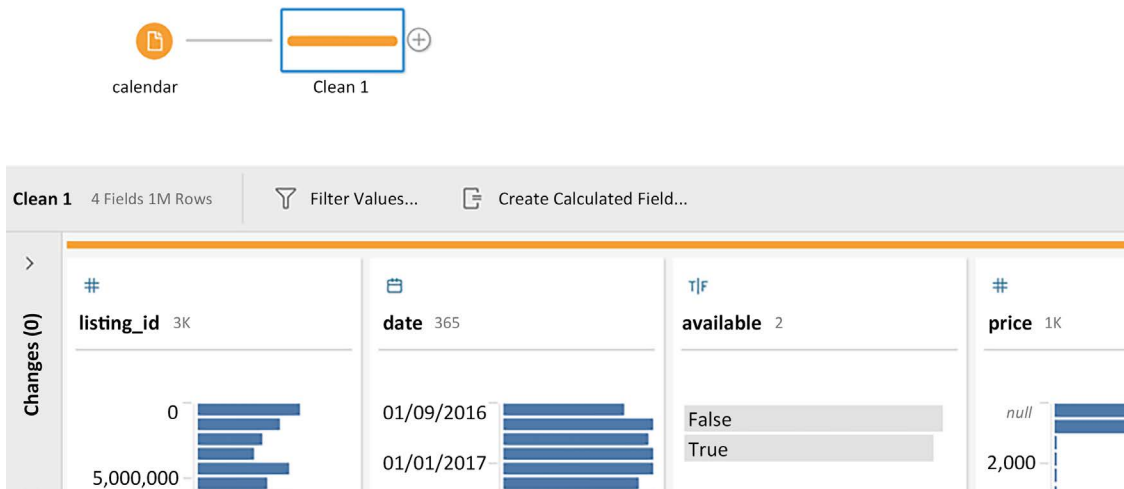 calendar
Clean 1
Clean 1 4 Fields 1M Rows Filter Values... Create Calculated Field...
Changes (0)
#
listing_id 3K
0
5,000,000
date 365
01/09/2016
01/01/2017
T|F
available 2
False
True
#
price 1K
null
2,000